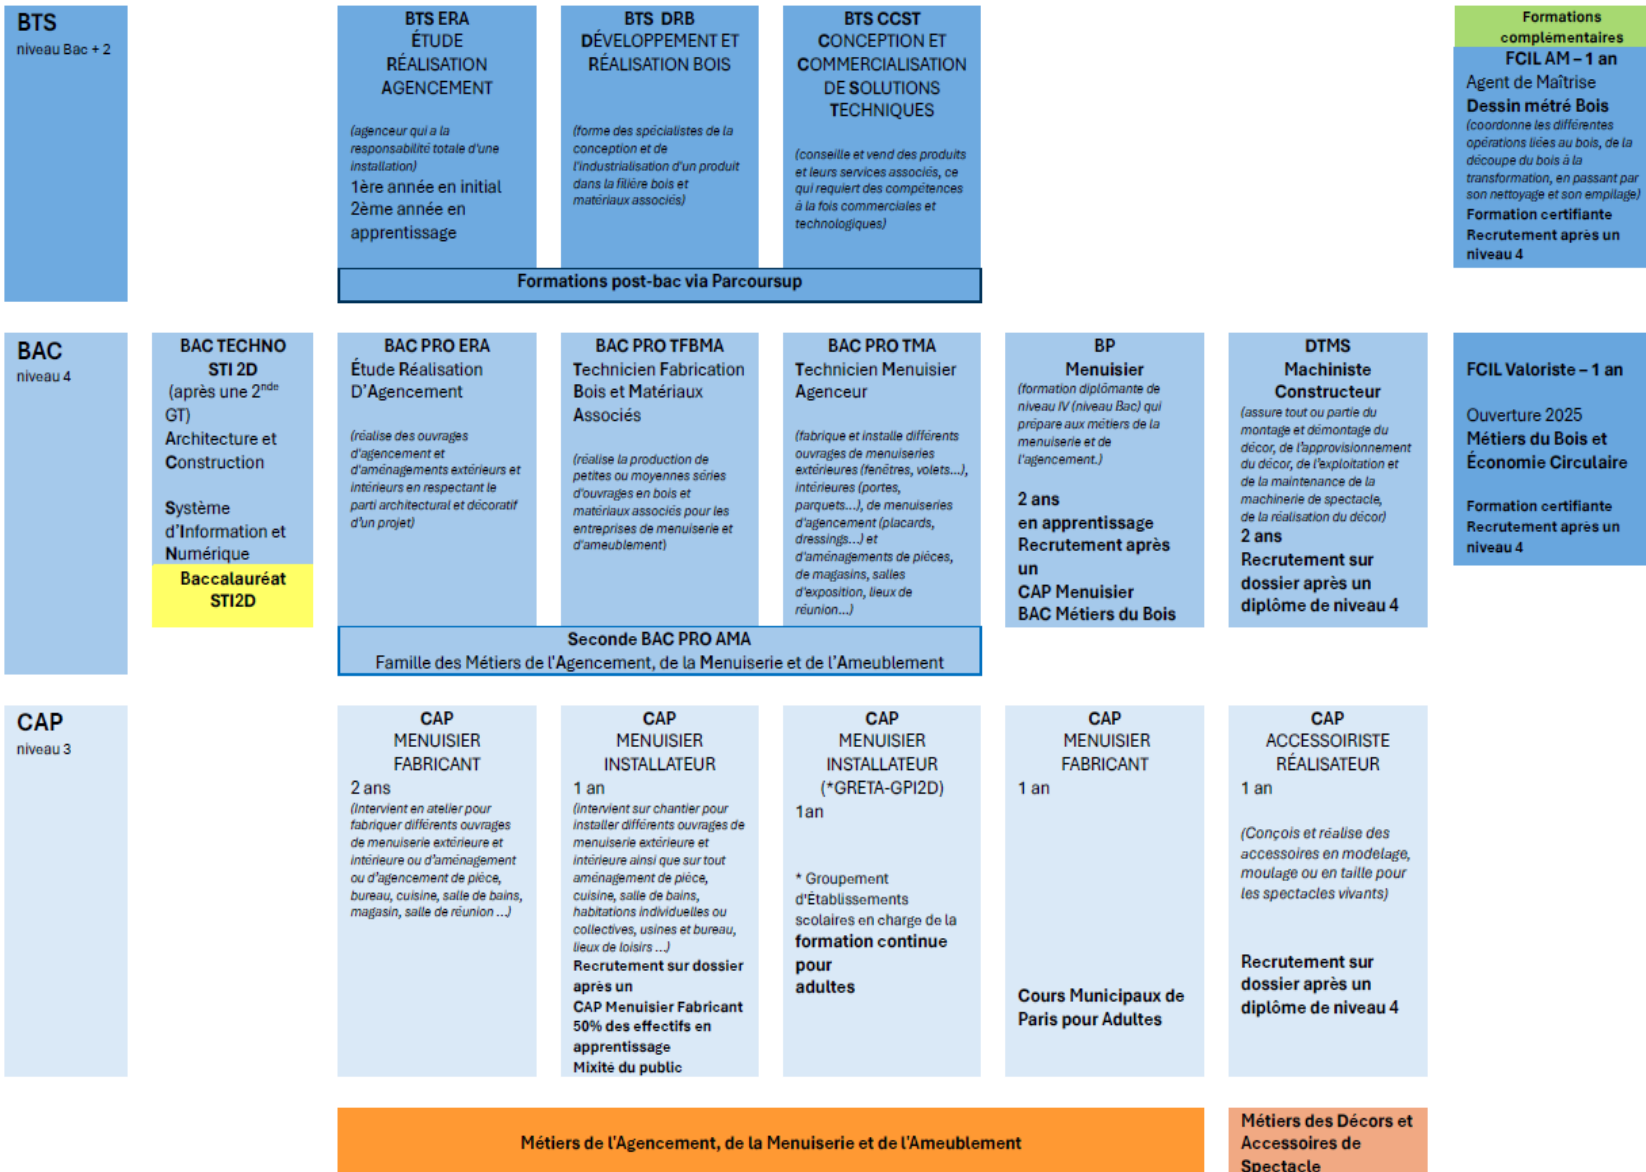 BTS
niveau Bac + 2
BTS ERA
ÉTUDE
RÉALISATION
AGENCEMENT
(agenceur qui a la
responsabilité totale d'une
installation)
1ère année en initial
2ème année en
apprentissage
BTS DRB
DÉVELOPPEMENT ET
RÉALISATION BOIS
(forme des spécialistes de la
conception et de
l'industrialisation d'un produit
dans la filière bois et
matériaux associés)
BTS CCST
CONCEPTION ET
COMMERCIALISATION
DE SOLUTIONS
TECHNIQUES
(conseille et vend des produits
et leurs services associés, ce
qui requiert des compétences
à la fois commerciales et
technologiques)
Formations post-bac via Parcoursup
Formations
complémentaires
FCIL AM – 1 an
Agent de Maîtrise
Dessin métré Bois
(coordonne les différentes
opérations liées au bois, de la
découpe du bois à la
transformation, en passant par
son nettoyage et son empilage)
Formation certifiante
Recrutement après un
niveau 4
BAC
niveau 4
BAC TECHNO
STI 2D
(après une 2nde
GT)
Architecture et
Construction
Système
d'Information et
Numérique
Baccalauréat
STI2D
BAC PRO ERA
Étude Réalisation
D'Agencement
(réalise des ouvrages
d'agencement et
d'aménagements extérieurs et
intérieurs en respectant le
parti architectural et décoratif
d'un projet)
BAC PRO TFBMA
Technicien Fabrication
Bois et Matériaux
Associés
(réalise la production de
petites ou moyennes séries
d'ouvrages en bois et
matériaux associés pour les
entreprises de menuiserie et
d'ameublement)
BAC PRO TMA
Technicien Menuisier
Agenceur
(fabrique et installe différents
ouvrages de menuiseries
extérieures (fenêtres, volets...),
intérieures (portes,
parquets...), de menuiseries
d'agencement (placards,
dressings...) et
d'aménagements de pièces,
de magasins, salles
d'exposition, lieux de
réunion...)
Seconde BAC PRO AMA
Famille des Métiers de l'Agencement, de la Menuiserie et de l'Ameublement
BP
Menuisier
(formation diplômante de
niveau IV (niveau Bac) qui
prépare aux métiers de la
menuiserie et de
l'agencement.)
2 ans
en apprentissage
Recrutement après
un
CAP Menuisier
BAC Métiers du Bois
DTMS
Machiniste
Constructeur
(assure tout ou partie du
montage et démontage du
décor, de l'approvisionnement
du décor, de l'exploitation et
de la maintenance de la
machinerie de spectacle,
de la réalisation du décor)
2 ans
Recrutement sur
dossier après un
diplôme de niveau 4
FCIL Valoriste – 1 an
Ouverture 2025
Métiers du Bois et
Économie Circulaire
Formation certifiante
Recrutement après un
niveau 4
CAP
niveau 3
CAP
MENUISIER
FABRICANT
2 ans
(Intervient en atelier pour
fabriquer différents ouvrages
de menuiserie extérieure et
intérieure ou d'aménagement
ou d'agencement de pièce,
bureau, cuisine, salle de bains,
magasin, salle de réunion ...)
CAP
MENUISIER
INSTALLATEUR
1 an
(intervient sur chantier pour
installer différents ouvrages de
menuiserie extérieure et
intérieure ainsi que sur tout
aménagement de pièce,
cuisine, salle de bains,
habitations individuelles ou
collectives, usines et bureau,
lieux de loisirs ...)
Recrutement sur dossier
après un
CAP Menuisier Fabricant
50% des effectifs en
apprentissage
Mixité du public
CAP
MENUISIER
INSTALLATEUR
(*GRETA-GPI2D)
1an
* Groupement
d'Établissements
scolaires en charge de la
formation continue
pour
adultes
CAP
MENUISIER
FABRICANT
1 an
Cours Municipaux de
Paris pour Adultes
CAP
ACCESSOIRISTE
RÉALISATEUR
1 an
(Conçois et réalise des
accessoires en modelage,
moulage ou en taille pour
les spectacles vivants)
Recrutement sur
dossier après un
diplôme de niveau 4
Métiers de l'Agencement, de la Menuiserie et de l'Ameublement
Métiers des Décors et
Accessoires de
Spectacle